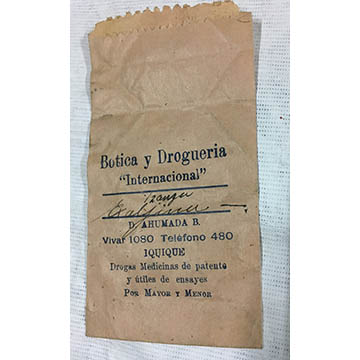 Botica y Drogueria
"Internacional"
D. AHUMADA B.
Vivar 1080 Teléfono 480
IQUIQUE
Drogas Medicinas de patente
y útiles de ensayes
POR MAYOR Y MENOR